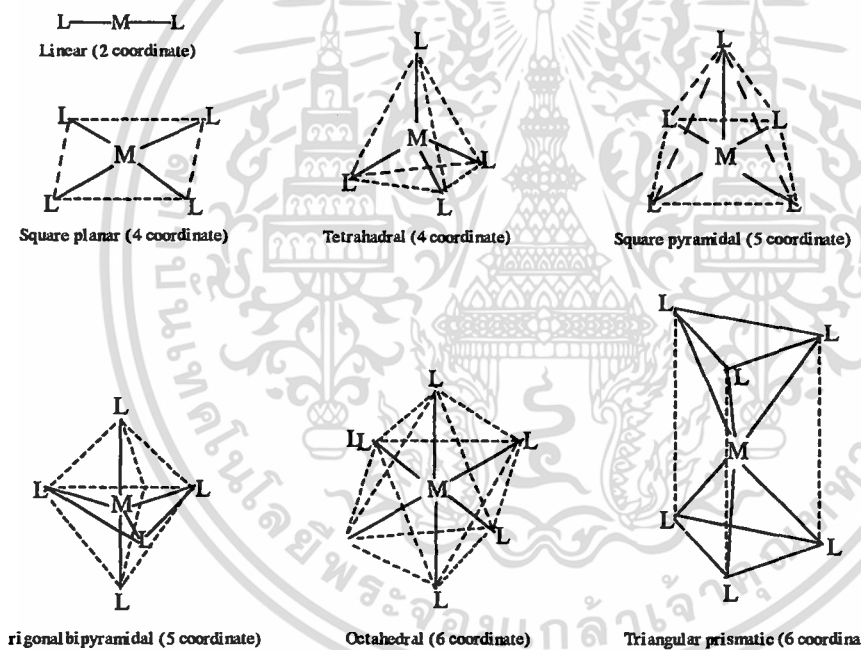 L M L
Linear (2 coordinate)
L L
M
L L
Square planar (4 coordinate)
L
M
L L
L
Tetrahadral (4 coordinate)
L
L L
M
L L
Square pyramidal (5 coordinate)
L
L L
M
L
L
rigonal bipyramidal (5 coordinate)
L
LL L
M
L
L
Octahedral (6 coordinate)
L
L
L
M
L
L
L
Triangular prismatic (6 coordina